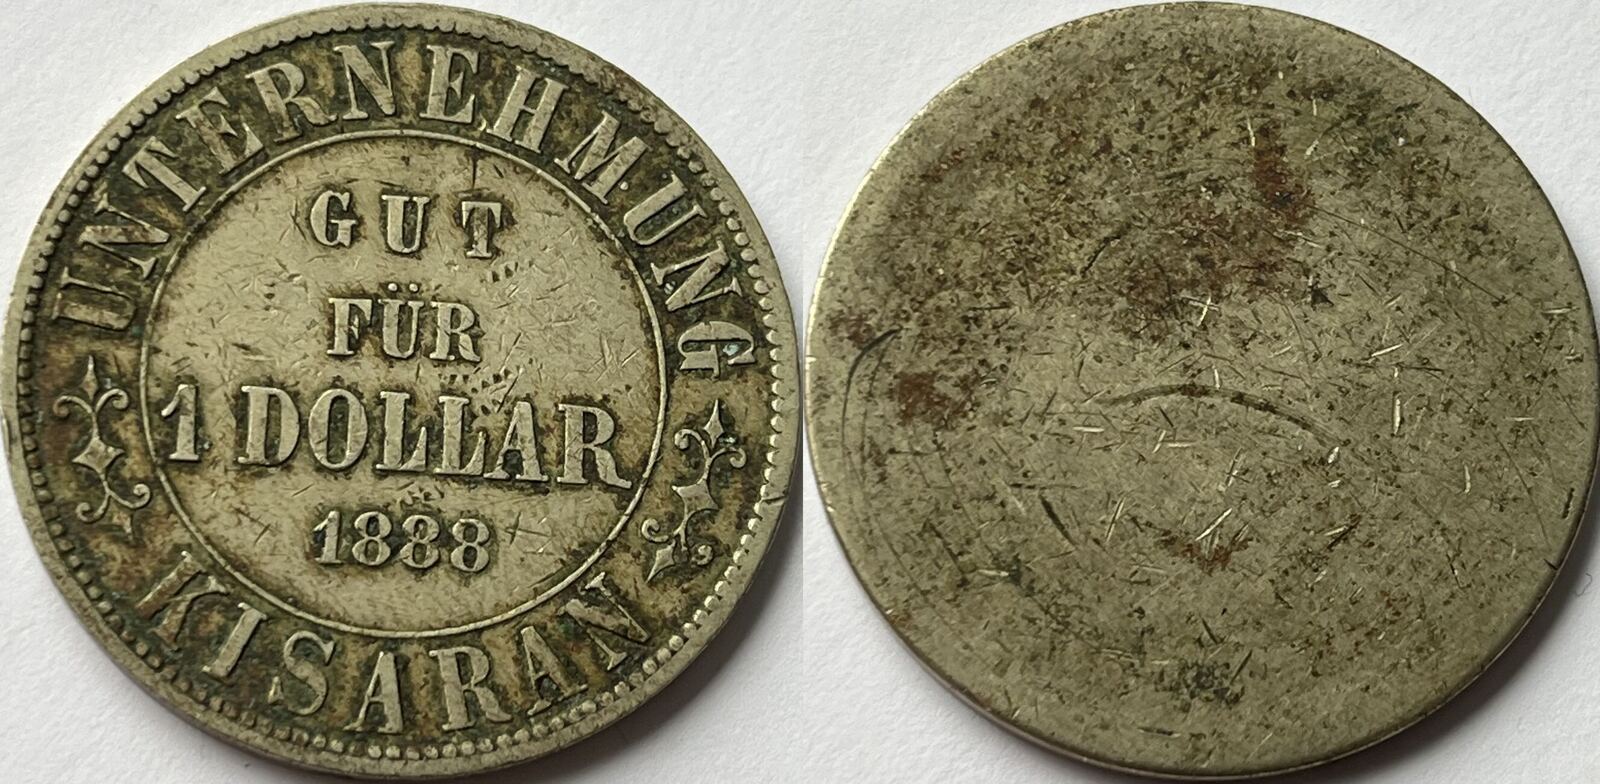 UNTERNEHMUNG
GUT
FÜR
1 DOLLAR
1888
KISARAN